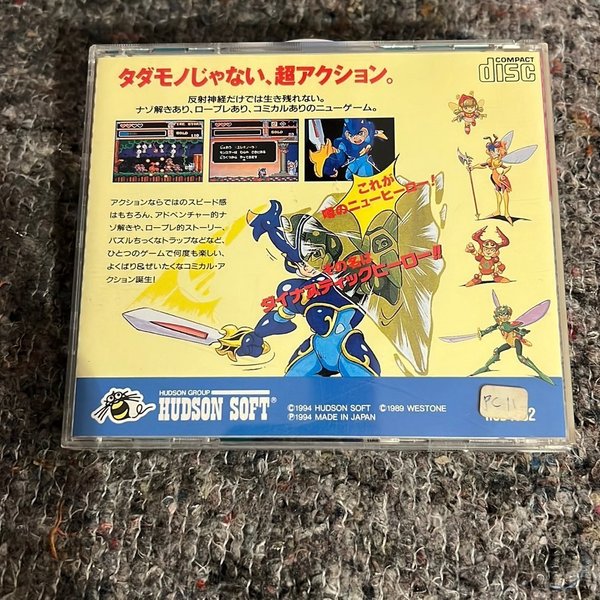 タダモノじゃない、超アクション。
COMPACT
disc
反射神経だけでは生き残れない。
ナゾ解きあり、ロープレあり、コミカルありのニューゲーム。
GOLD
GOLD
アクションならではのスピード感
はもちろん、アドベンチャー的ナ
ゾ解きや、ロープレ的ストーリー、
パズルちっくなトラップなどなど、
ひとつのゲームで何度も楽しい、
よくばり&ぜいたくなコミカル・ア
クション誕生!
これが
噂のニューヒーロー!
その名は
ダイナスティックヒーロー!!
HUDSON GROUP
HUDSON SOFT®
©1994 HUDSON SOFT ©1989 WESTONE
Ⓟ1994 MADE IN JAPAN